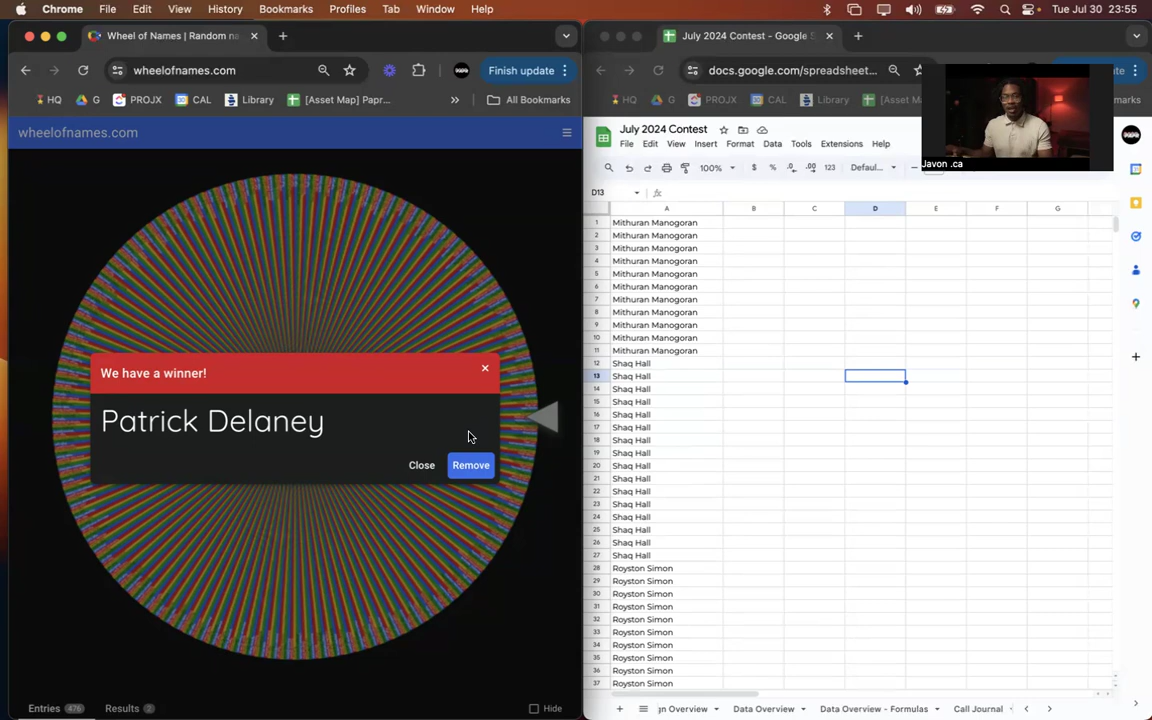 Chrome File Edit View History Bookmarks Profiles Tab Window Help
Tue Jul 30 23:55
Wheel of Names | Random na
wheelofnames.com
Finish update
HQ G PROJX CAL Library [Asset Map] Papr... » All Bookmarks
wheelofnames.com
We have a winner!
Patrick Delaney
Close Remove
Entries 476 Results 2 Hide
July 2024 Contest - Google S
docs.google.com/spreadsheet...
HQ G PROJX CAL Library [Asset Ma
Javon .ca
July 2024 Contest
File Edit View Insert Format Data Tools Extensions Help
100% $ % .0 .00 123 Defaul...
D13 fx
A B C D E F G
1 Mithuran Manogoran
2 Mithuran Manogoran
3 Mithuran Manogoran
4 Mithuran Manogoran
5 Mithuran Manogoran
6 Mithuran Manogoran
7 Mithuran Manogoran
8 Mithuran Manogoran
9 Mithuran Manogoran
10 Mithuran Manogoran
11 Mithuran Manogoran
12 Shaq Hall
13 Shaq Hall
14 Shaq Hall
15 Shaq Hall
16 Shaq Hall
17 Shaq Hall
18 Shaq Hall
19 Shaq Hall
20 Shaq Hall
21 Shaq Hall
22 Shaq Hall
23 Shaq Hall
24 Shaq Hall
25 Shaq Hall
26 Shaq Hall
27 Shaq Hall
28 Royston Simon
29 Royston Simon
30 Royston Simon
31 Royston Simon
32 Royston Simon
33 Royston Simon
34 Royston Simon
35 Royston Simon
36 Royston Simon
37 Royston Simon
gn Overview Data Overview Data Overview - Formulas Call Journal